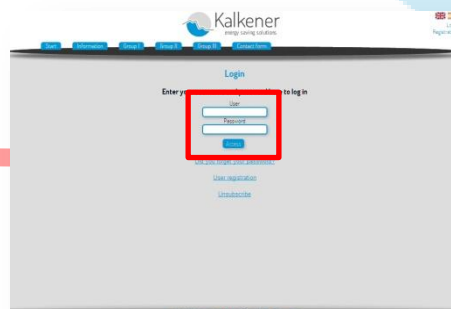 Kalkener
energy saving solutions
Start Information Group I Group II Group III Contact form
Login
Enter to log in
User
Password
Access
Did you forget your password?
User registration
Unsubscribe